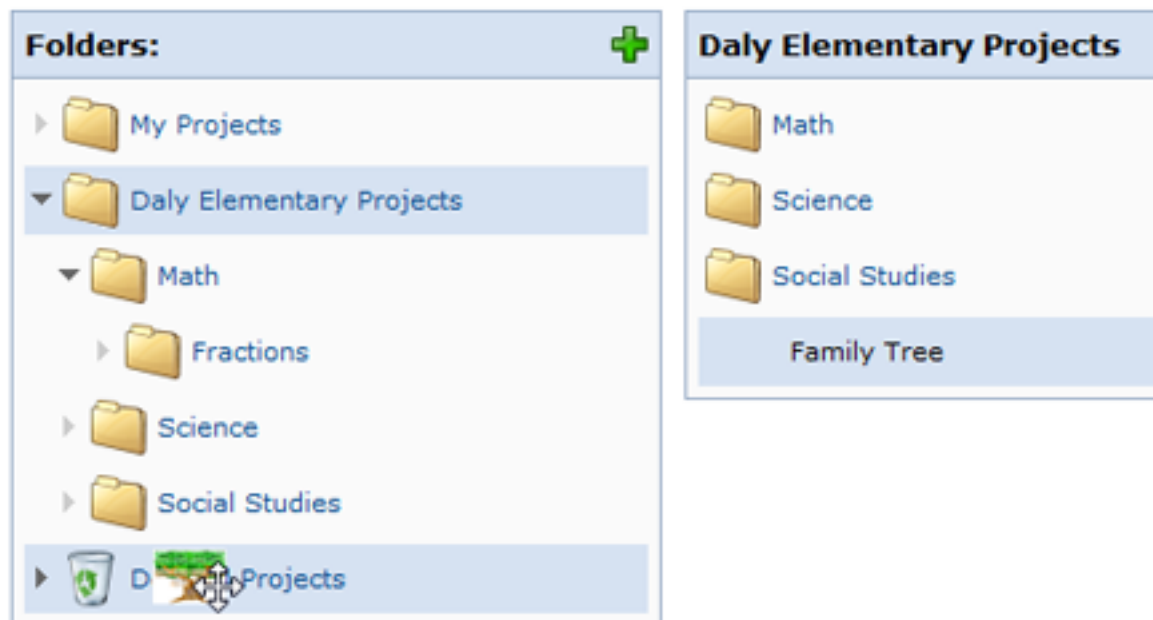 Folders:
My Projects
Daly Elementary Projects
Math
Fractions
Science
Social Studies
Projects
Daly Elementary Projects
Math
Science
Social Studies
Family Tree